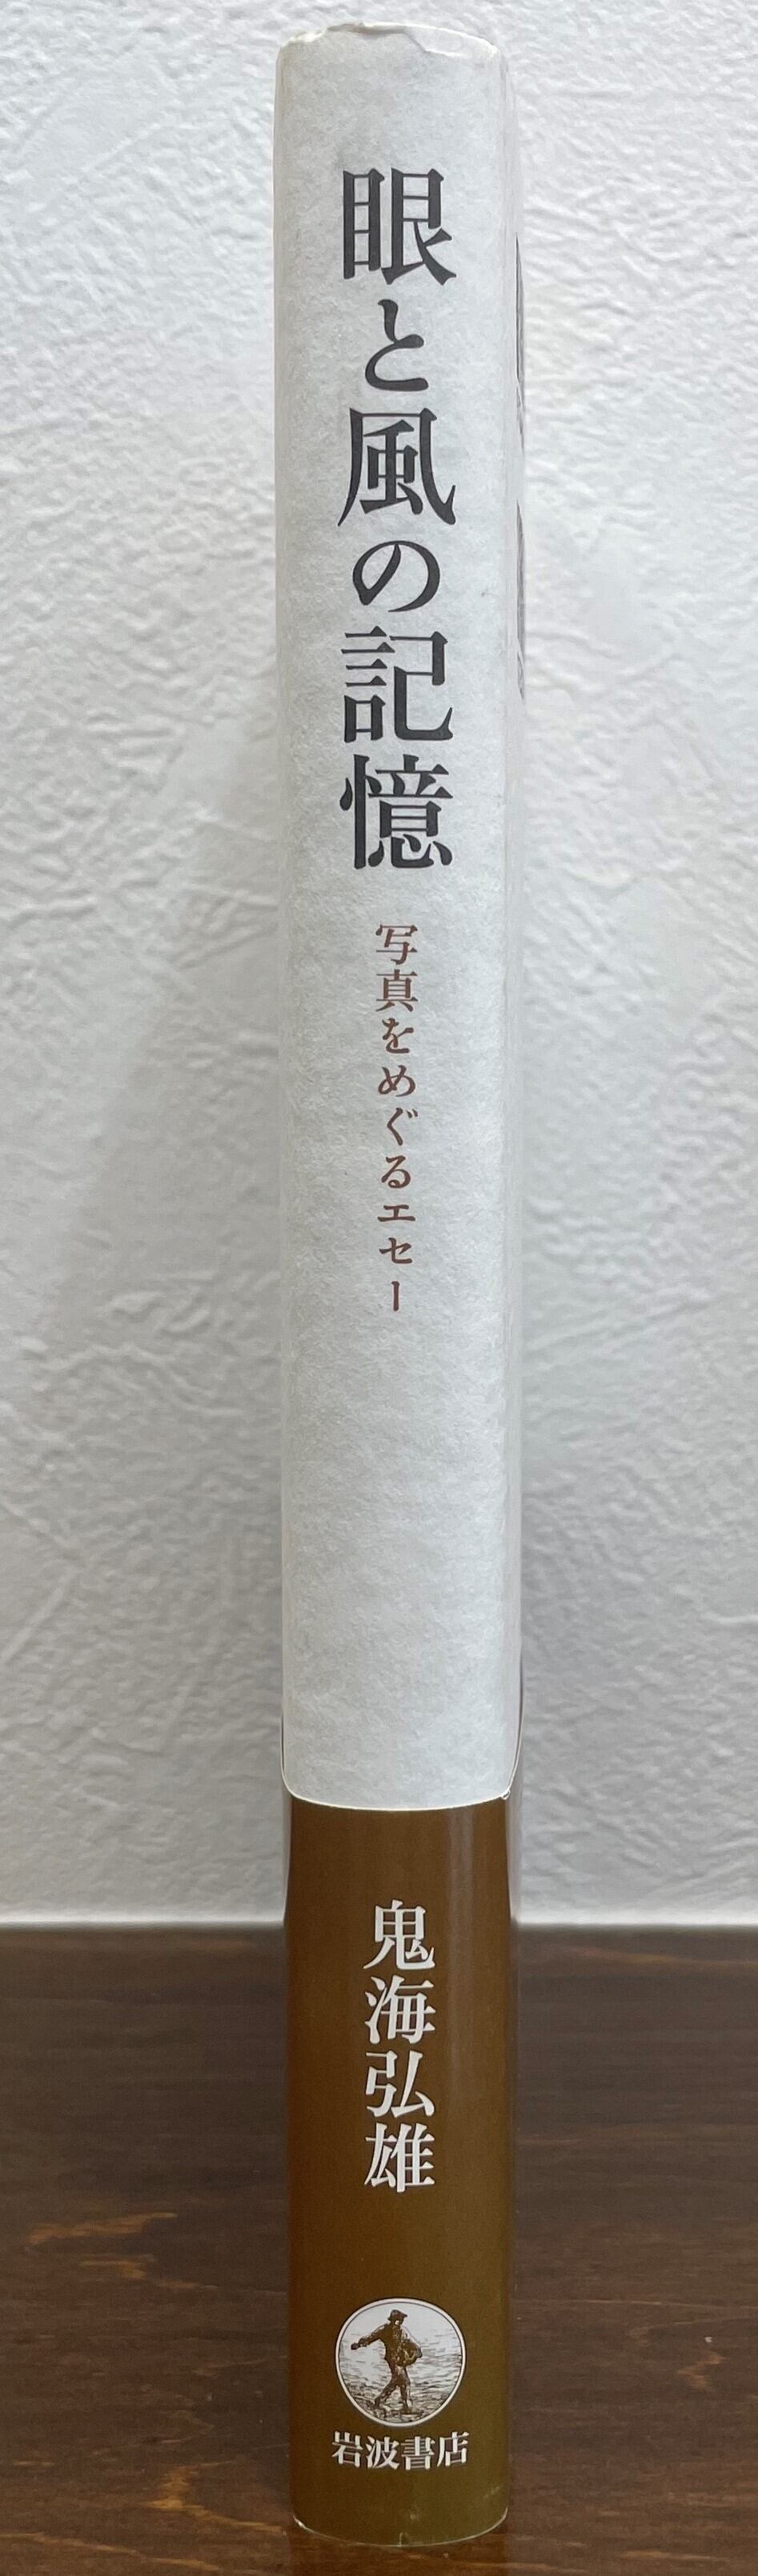 眼と風の記憶
写真をめぐるエセー
鬼海弘雄
岩波書店